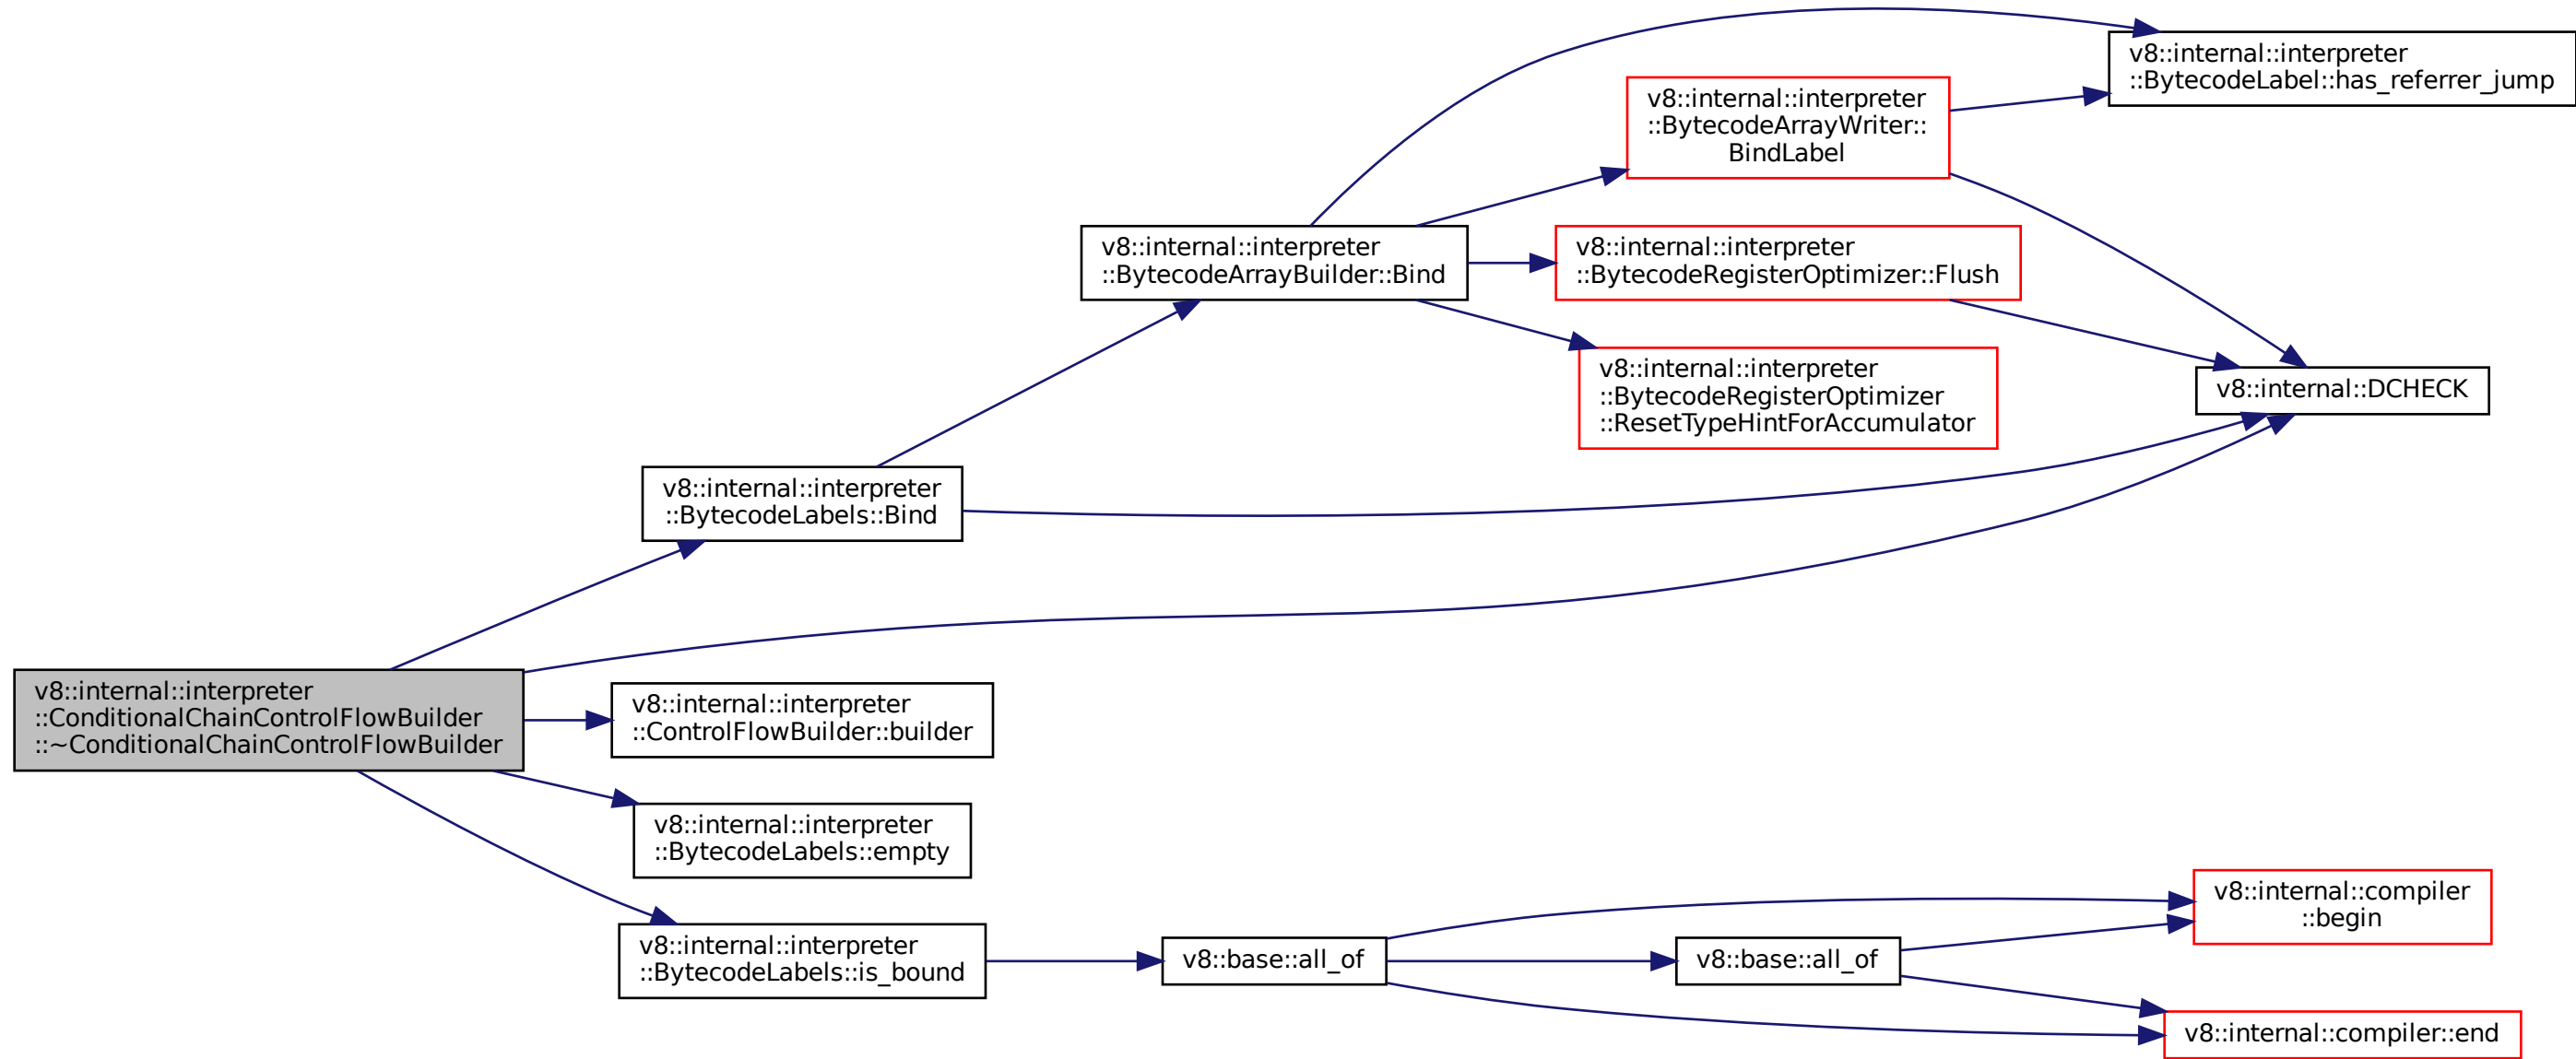 v8::internal::interpreter
::ConditionalChainControlFlowBuilder
::~ConditionalChainControlFlowBuilder
v8::internal::interpreter
::BytecodeLabels::Bind
v8::internal::interpreter
::ControlFlowBuilder::builder
v8::internal::interpreter
::BytecodeLabels::empty
v8::internal::interpreter
::BytecodeLabels::is_bound
v8::internal::interpreter
::BytecodeArrayBuilder::Bind
v8::base::all_of
v8::internal::interpreter
::BytecodeArrayWriter::
BindLabel
v8::internal::interpreter
::BytecodeRegisterOptimizer::Flush
v8::internal::interpreter
::BytecodeRegisterOptimizer
::ResetTypeHintForAccumulator
v8::base::all_of
v8::internal::interpreter
::BytecodeLabel::has_referrer_jump
v8::internal::DCHECK
v8::internal::compiler
::begin
v8::internal::compiler::end